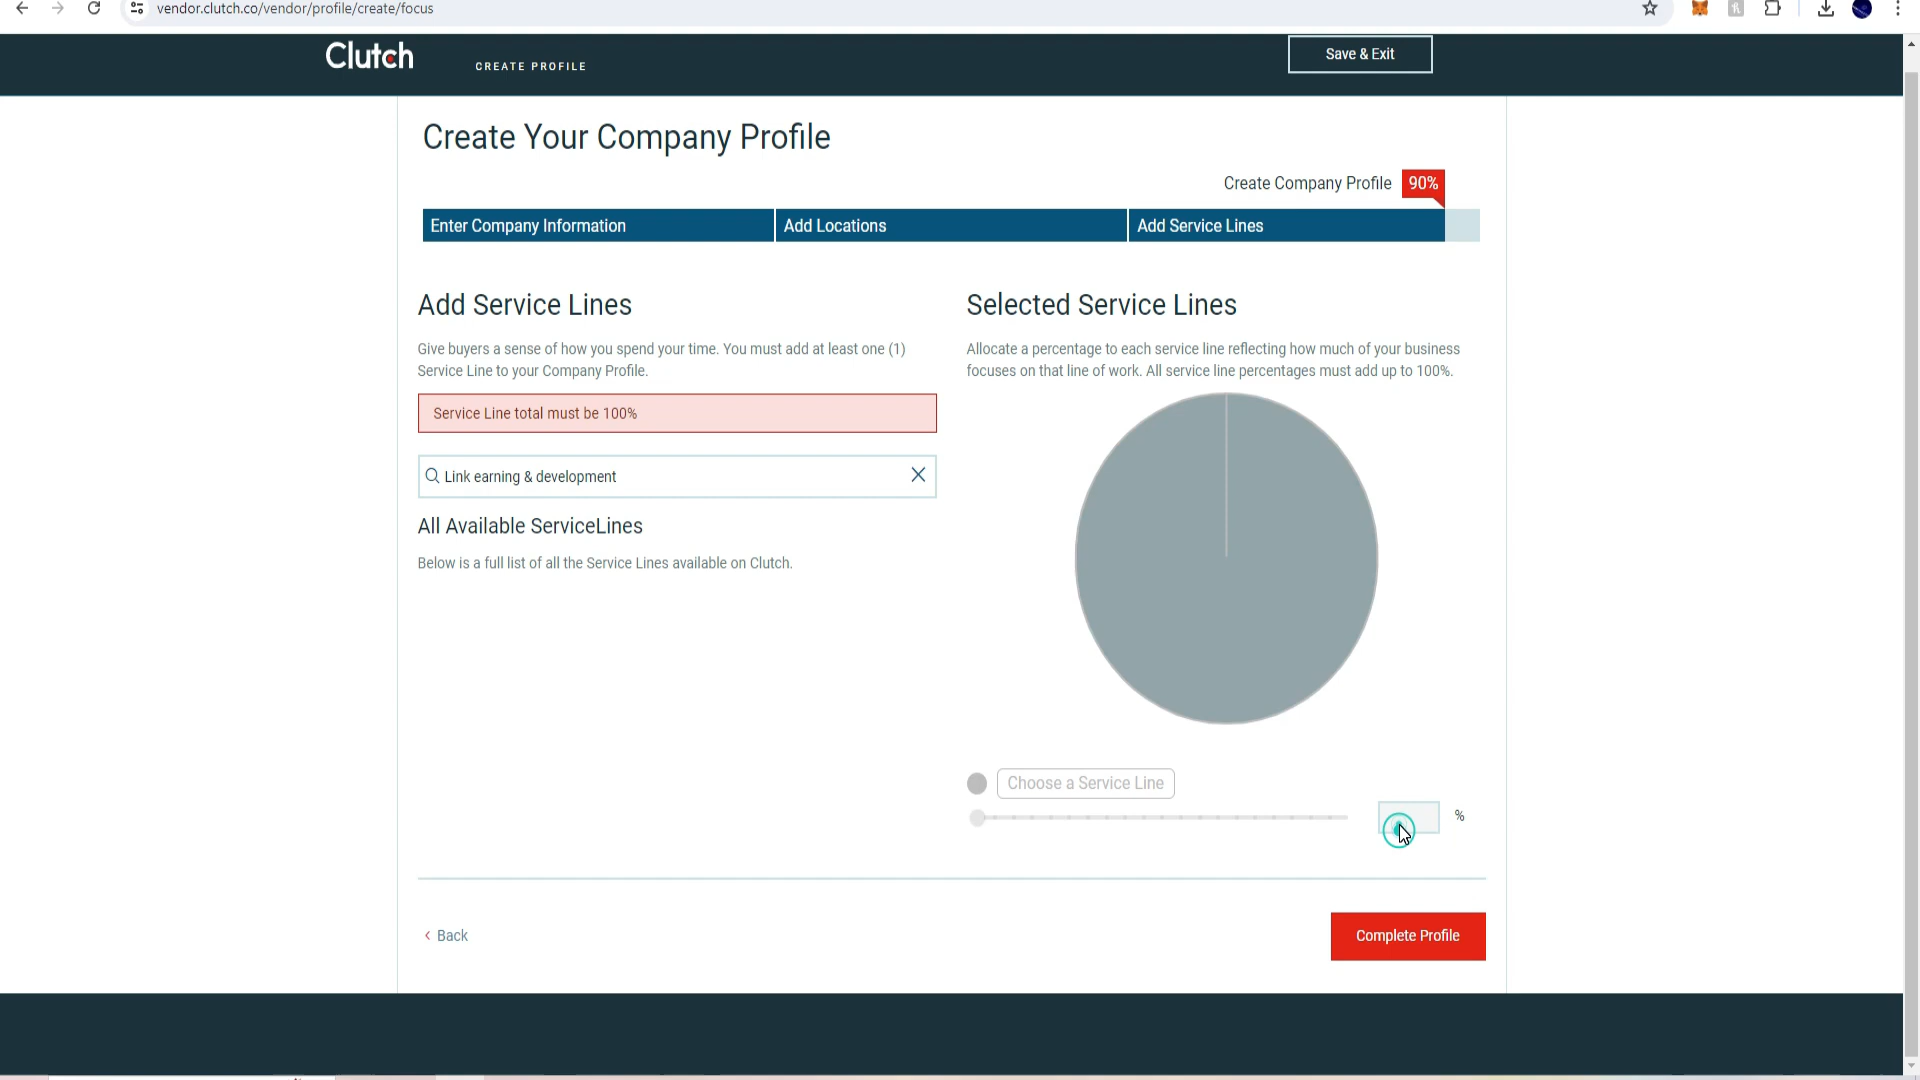 vendor.clutch.co/vendor/profile/create/focus
Clutch
CREATE PROFILE
Save & Exit
Create Your Company Profile
Create Company Profile 90%
Enter Company Information
Add Locations
Add Service Lines
Add Service Lines
Give buyers a sense of how you spend your time. You must add at least one (1)
Service Line to your Company Profile.
Service Line total must be 100%
Link earning & development
All Available ServiceLines
Below is a full list of all the Service Lines available on Clutch.
Selected Service Lines
Allocate a percentage to each service line reflecting how much of your business
focuses on that line of work. All service line percentages must add up to 100%.
Choose a Service Line
%
Back
Complete Profile